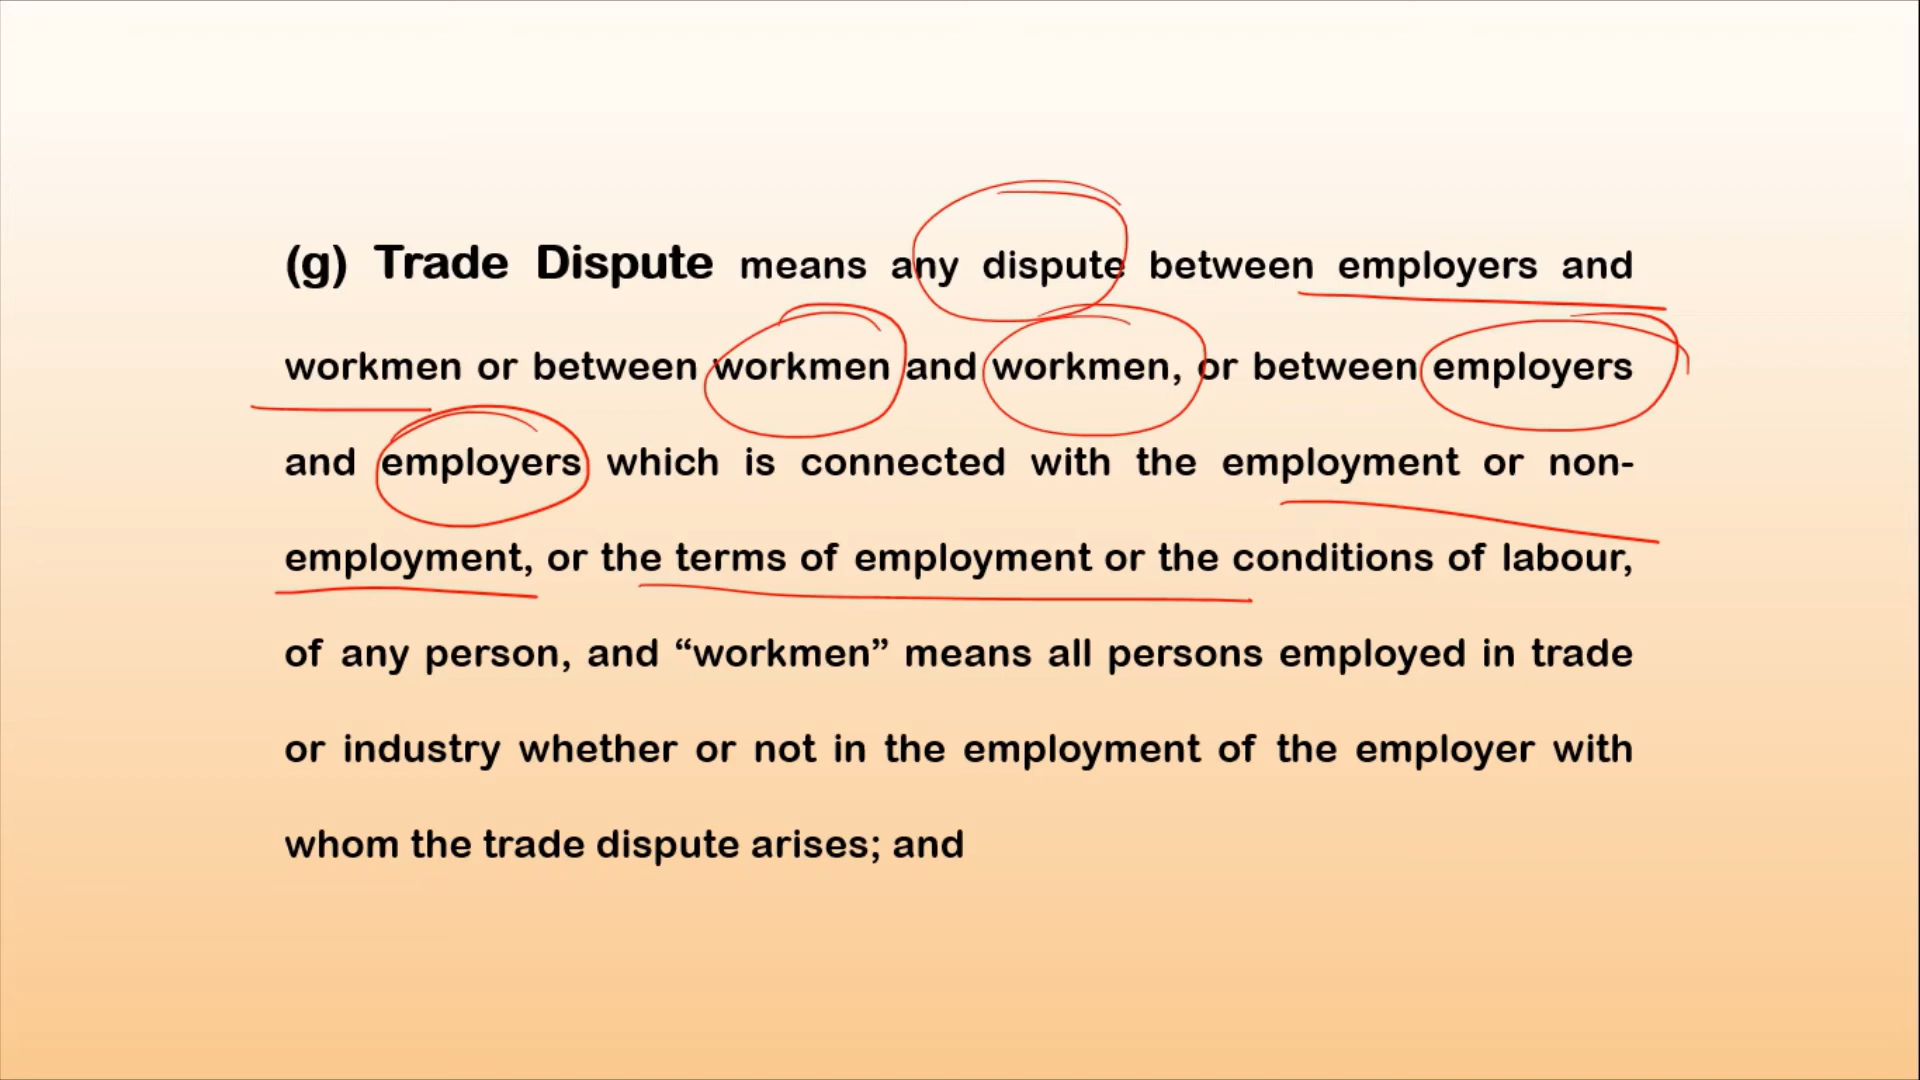 (g) Trade Dispute means any dispute between employers and
workmen or between workmen and workmen, or between employers
and employers which is connected with the employment or non-
employment, or the terms of employment or the conditions of labour,
of any person, and “workmen” means all persons employed in trade
or industry whether or not in the employment of the employer with
whom the trade dispute arises; and